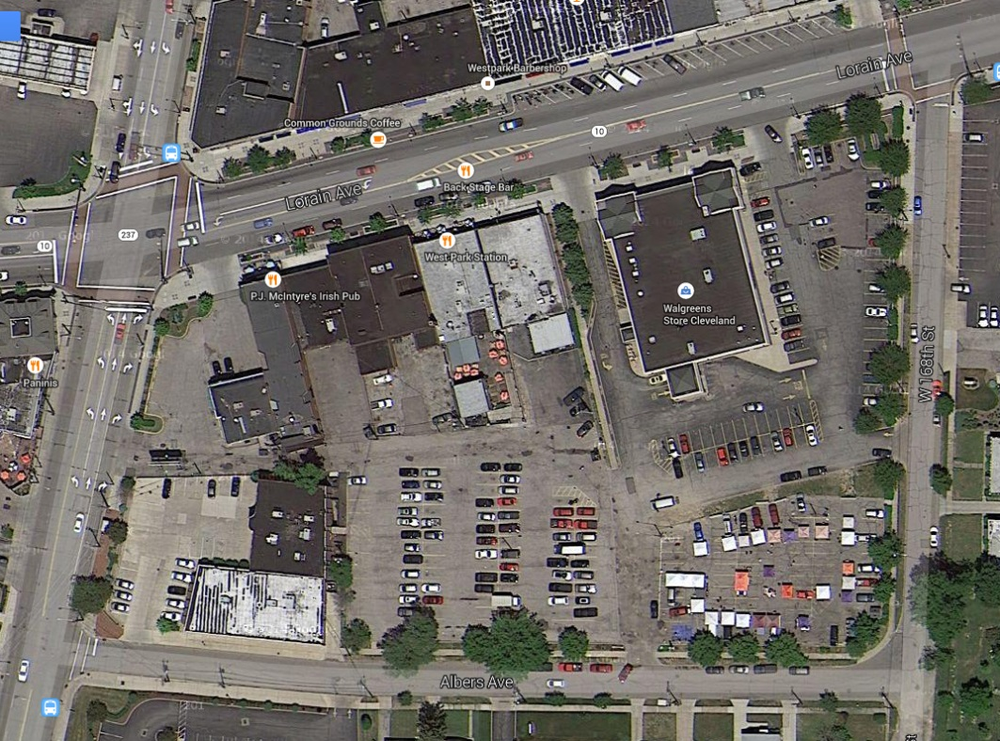 Westpark Barbershop
Lorain Ave
Common Grounds Coffee
10
Back Stage Bar
Lorain Ave
237
10
West Park Station
P.J. McIntyre's Irish Pub
Walgreens
Store Cleveland
W 168th St
Paninis
Albers Ave
st